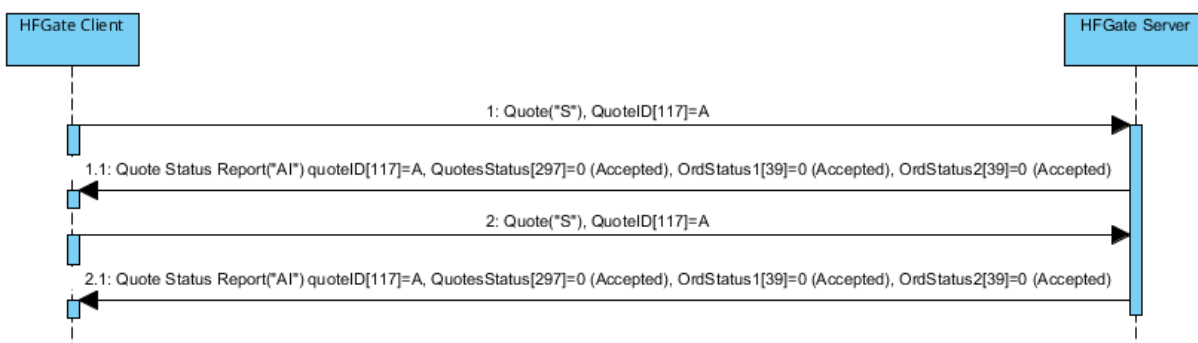 HFGate Client
HFGate Server
1: Quote("S"), QuoteID[117]=A
1.1: Quote Status Report("AI") quoteID[117]=A, QuotesStatus[297]=0 (Accepted), OrdStatus1[39]=0 (Accepted), OrdStatus2[39]=0 (Accepted)
2: Quote("S"), QuoteID[117]=A
2.1: Quote Status Report("AI") quoteID[117]=A, QuotesStatus[297]=0 (Accepted), OrdStatus1[39]=0 (Accepted), OrdStatus2[39]=0 (Accepted)